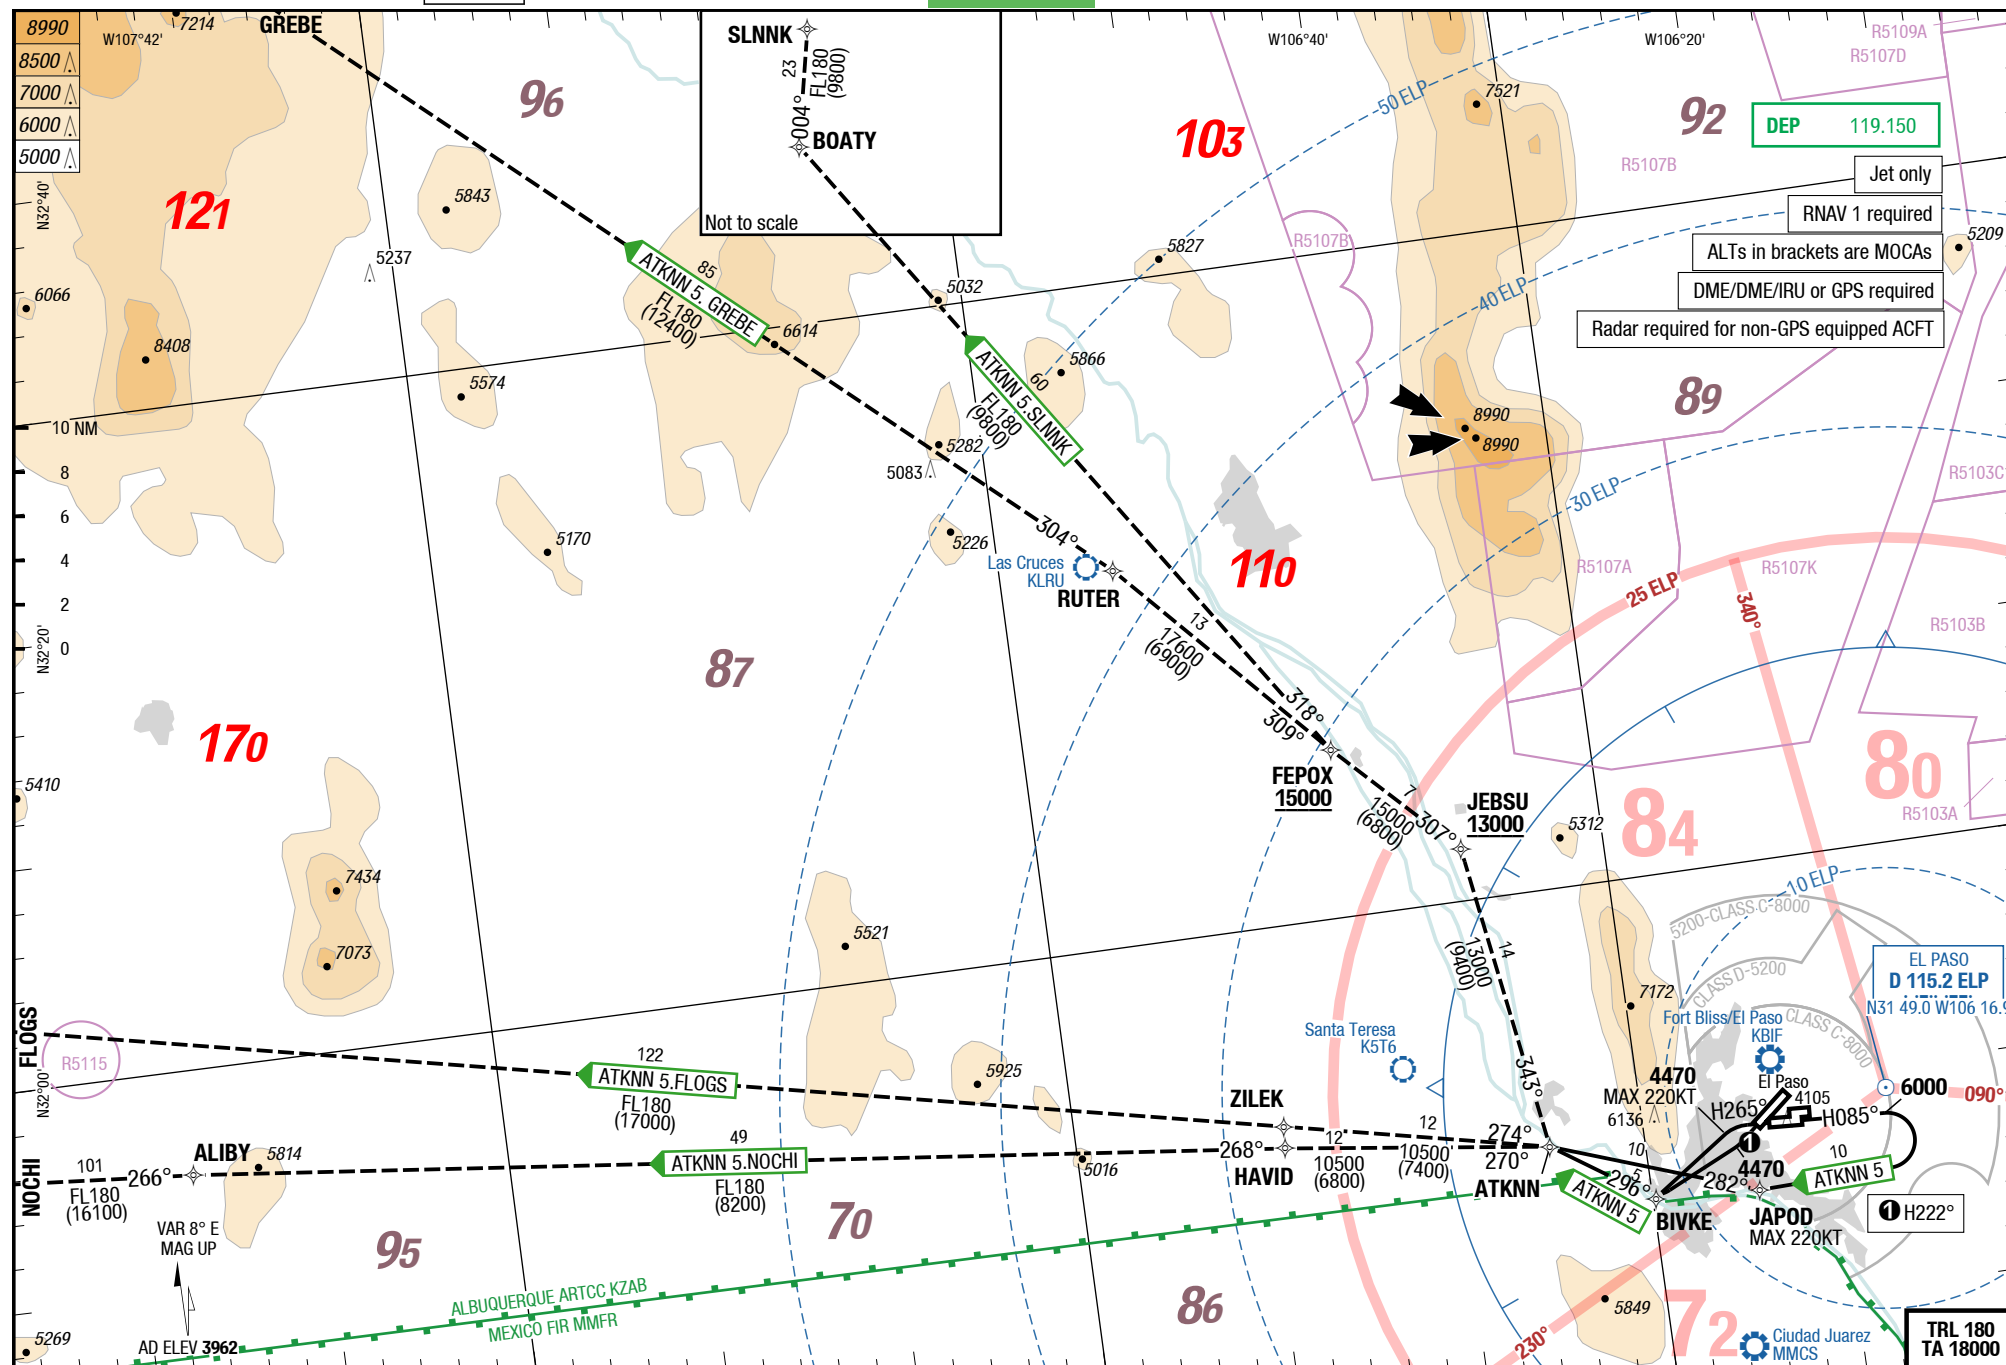 8990
8500
7000
6000
5000
W107°42'
7214
GREBE
96
SLNNK
23
FL180
(9800)
004°
BOATY
Not to scale
W106°40'
W106°20'
R5109A
R5107D
50 ELP
7521
92
103
DEP 119.150
R5107B
Jet only
RNAV 1 required
ALTs in brackets are MOCAs
DME/DME/IRU or GPS required
Radar required for non-GPS equipped ACFT
5209
N32°40'
121
5843
5237
6066
8408
5574
85
ATKNN 5. GREBE
FL180
(12400)
6614
5032
5827
R5107B
40 ELP
5866
60
ATKNN 5.SLNNK
FL180
(9800)
89
8990
8990
10 NM
8
6
4
2
0
N32°20'
5282
5083
5226
5170
304°
Las Cruces
KLRU
RUTER
110
30 ELP
R5103C
R5107A
R5107K
25 ELP
340°
R5103B
13
17600
(6900)
87
170
318°
309°
FEPOX
15000
7
15000
(6800)
307°
JEBSU
13000
80
84
R5103A
5312
5410
7434
7073
5521
10 ELP
5200-CLASS C-8000
CLASS D-5200
CLASS C-8000
14
13000
(9400)
343°
7172
EL PASO
D 115.2 ELP
N31 49.0 W106 16.9
Fort Bliss/El Paso
KBIF
Santa Teresa
K5T6
FLOGS
R5115
N32°00'
122
ATKNN 5.FLOGS
FL180
(17000)
5925
ZILEK
4470
MAX 220KT
6136
El Paso
4105
H265°
H085°
6000
090°
ALIBY
5814
NOCHI
101
FL180
(16100)
266°
49
ATKNN 5.NOCHI
FL180
(8200)
5016
268°
HAVID
12
10500
(6800)
12
10500
(7400)
274°
270°
ATKNN
ATKNN 5
10
5
296°
282°
4470
BIVKE
JAPOD
MAX 220KT
10
ATKNN 5
1
1 H222°
VAR 8° E
MAG UP
95
70
86
72
ALBUQUERQUE ARTCC KZAB
MEXICO FIR MMFR
5269
AD ELEV 3962
5849
230°
Ciudad Juarez
MMCS
TRL 180
TA 18000